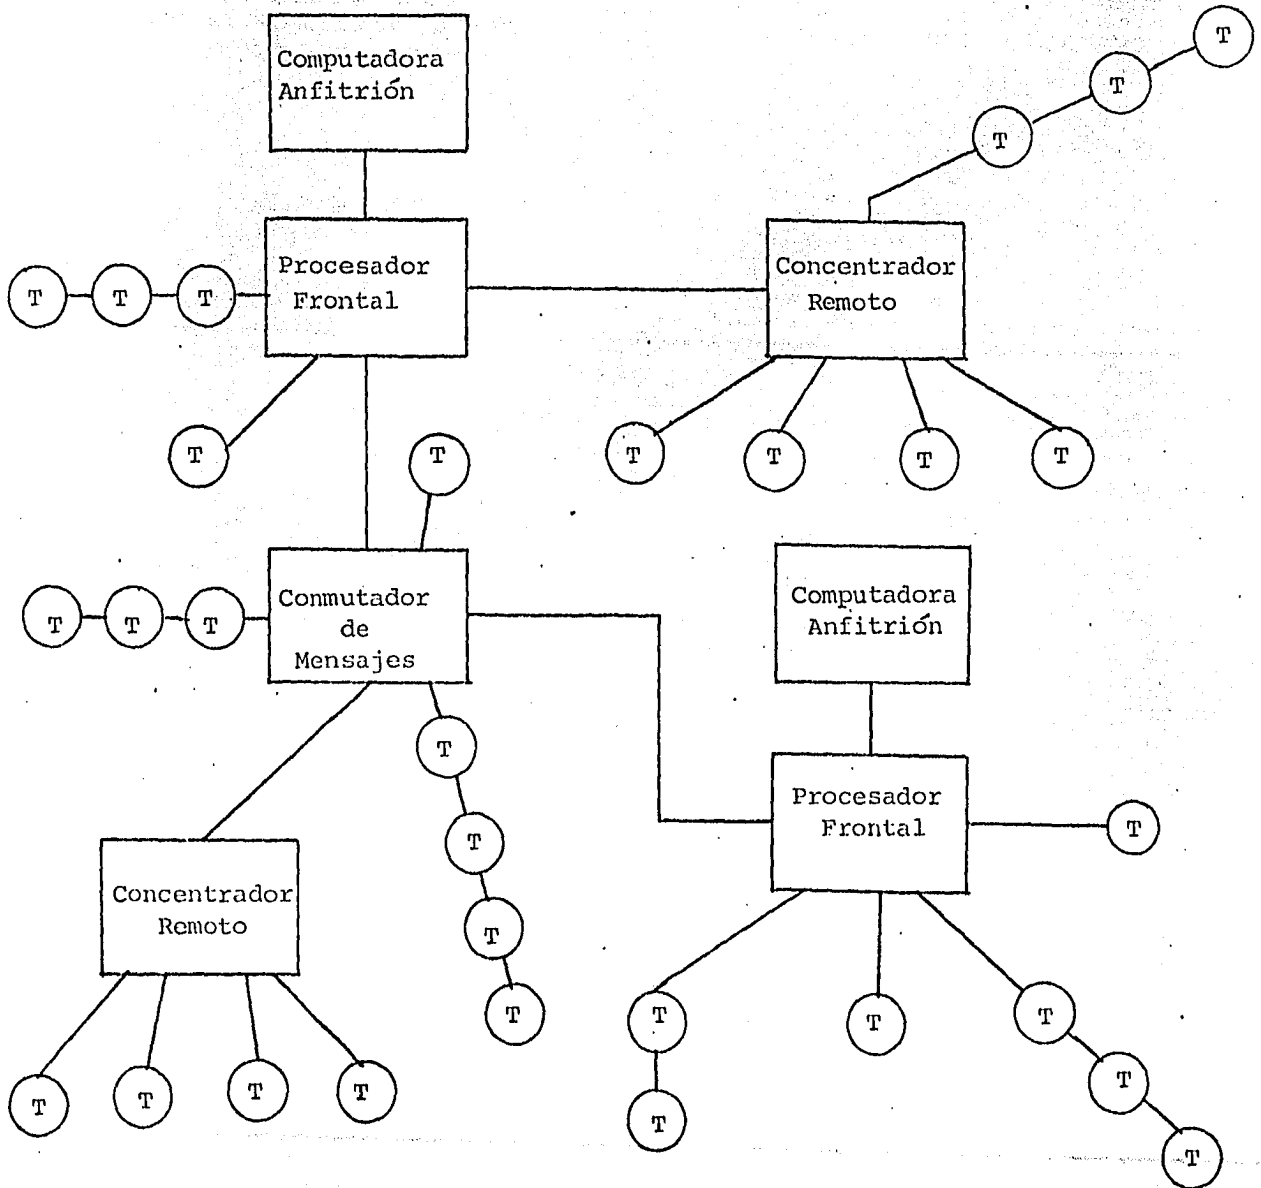 T
Computadora
Anfitrión
T
T
Procesador
Frontal
Concentrador
Remoto
T T T
T
T
T T T T
Conmutador
de
Mensajes
Computadora
Anfitrión
T T T
T
Procesador
Frontal
T
T
Concentrador
Remoto
T
T
T
T
T
T
T
T
T
T
T
T
T
T